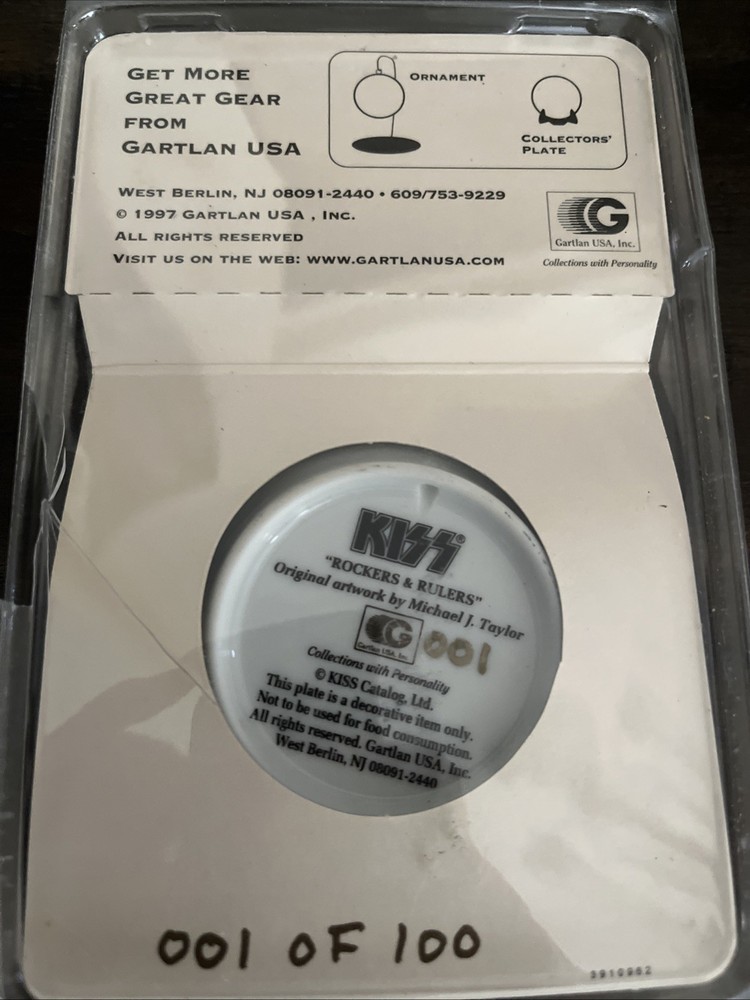 GET MORE
GREAT GEAR
FROM
GARTLAN USA
ORNAMENT
COLLECTORS'
PLATE
WEST BERLIN, NJ 08091-2440 • 609/753-9229
© 1997 GARTLAN USA , INC.
ALL RIGHTS RESERVED
VISIT US ON THE WEB: WWW.GARTLANUSA.COM
G
Gartlan USA, Inc.
Collections with Personality
KISS®
"ROCKERS & RULERS"
Original artwork by Michael J. Taylor
G
Gartlan USA, Inc.
001
Collections with Personality
© KISS Catalog, Ltd.
This plate is a decorative item only.
Not to be used for food consumption.
All rights reserved. Gartlan USA, Inc.
West Berlin, NJ 08091-2440
001 OF 100
5910962